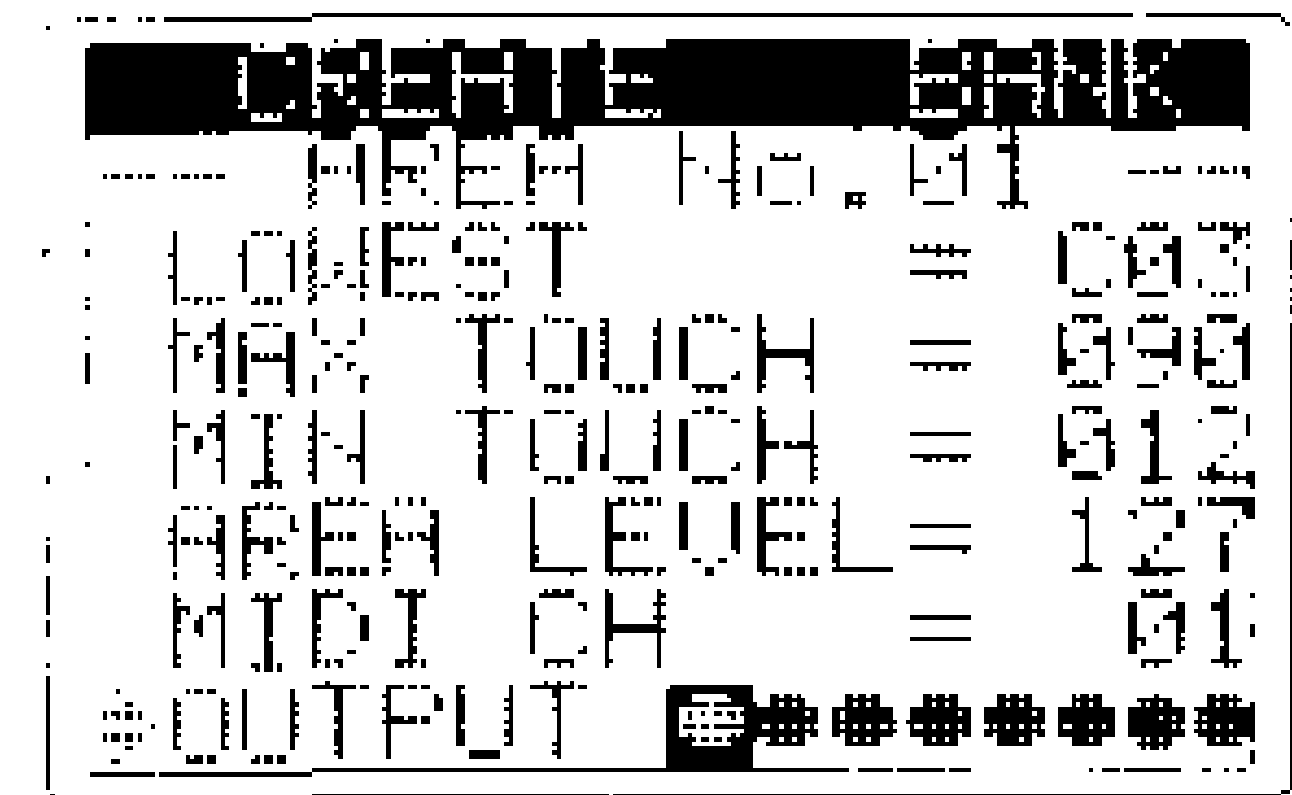 CREATE BANK
-- AREA No.01 --
LOWEST = C03
MAX TOUCH = 090
MIN TOUCH = 012
AREA LEVEL= 127
MIDI CH = 01
OUTPUT ●●●●●●●●